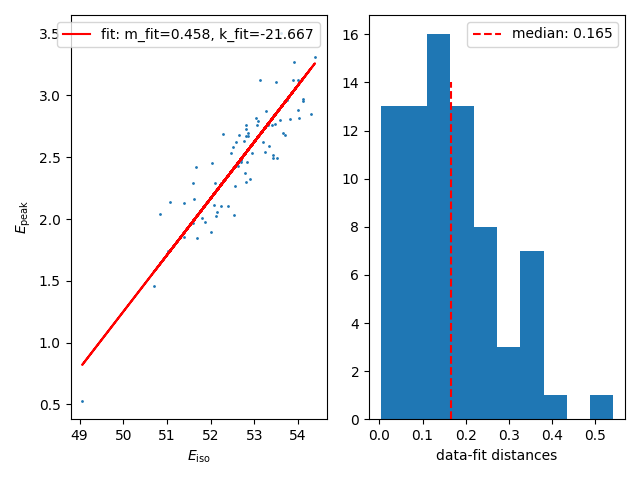 fit: m_fit=0.458, k_fit=-21.667
3.5
3.0
2.5
2.0
1.5
1.0
0.5
49 50 51 52 53 54
E_iso
E_peak
median: 0.165
16
14
12
10
8
6
4
2
0
0.0 0.1 0.2 0.3 0.4 0.5
data-fit distances